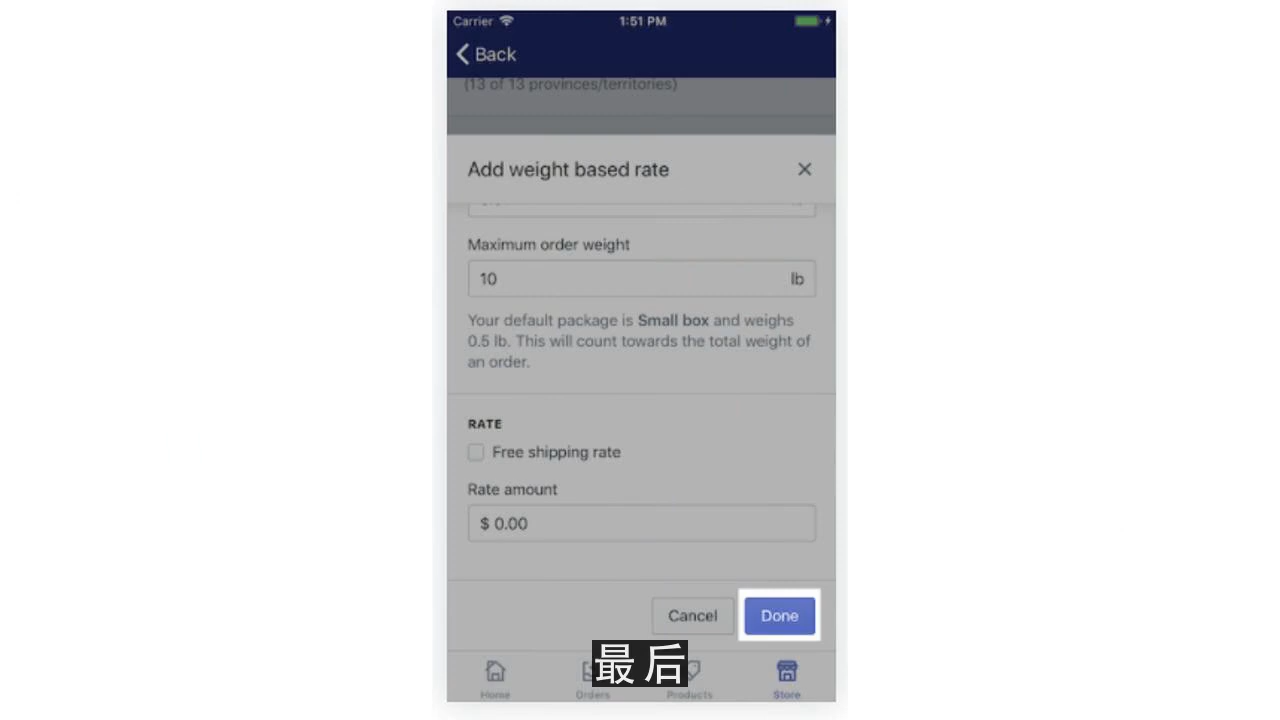 Carrier 1:51 PM
Back
(13 of 13 provinces/territories)
Add weight based rate
Maximum order weight
10 lb
Your default package is Small box and weighs
0.5 lb. This will count towards the total weight of
an order.
RATE
Free shipping rate
Rate amount
$ 0.00
Cancel Done
最后
Home Orders Products Store